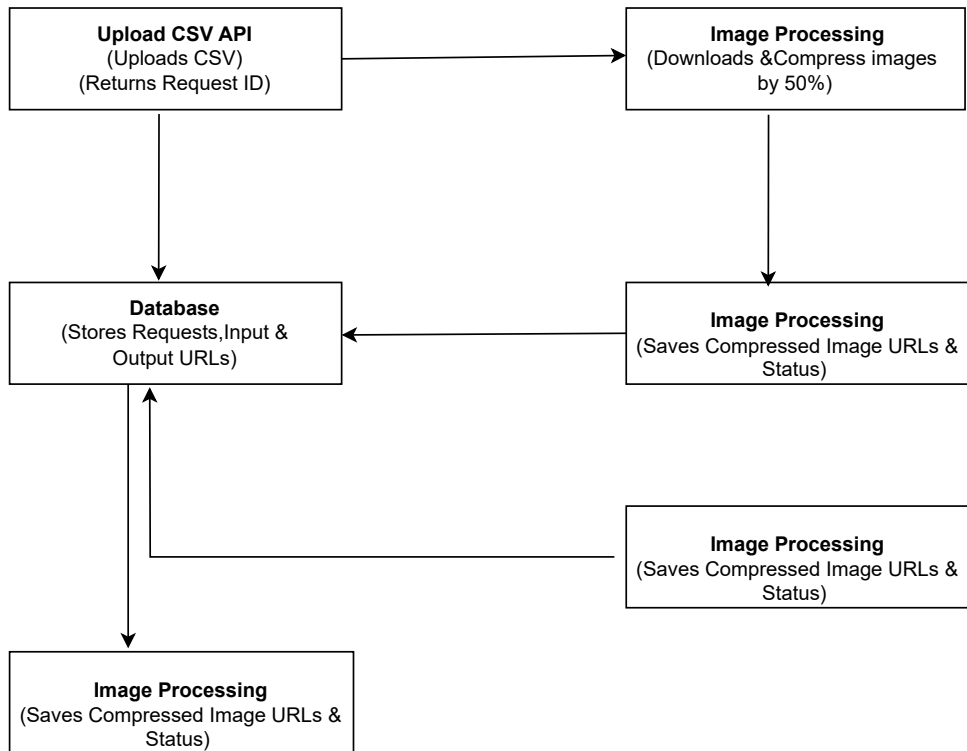 Upload CSV API
(Uploads CSV)
(Returns Request ID)
Image Processing
(Downloads &Compress images
by 50%)
Database
(Stores Requests,Input &
Output URLs)
Image Processing
(Saves Compressed Image URLs &
Status)
Image Processing
(Saves Compressed Image URLs &
Status)
Image Processing
(Saves Compressed Image URLs &
Status)